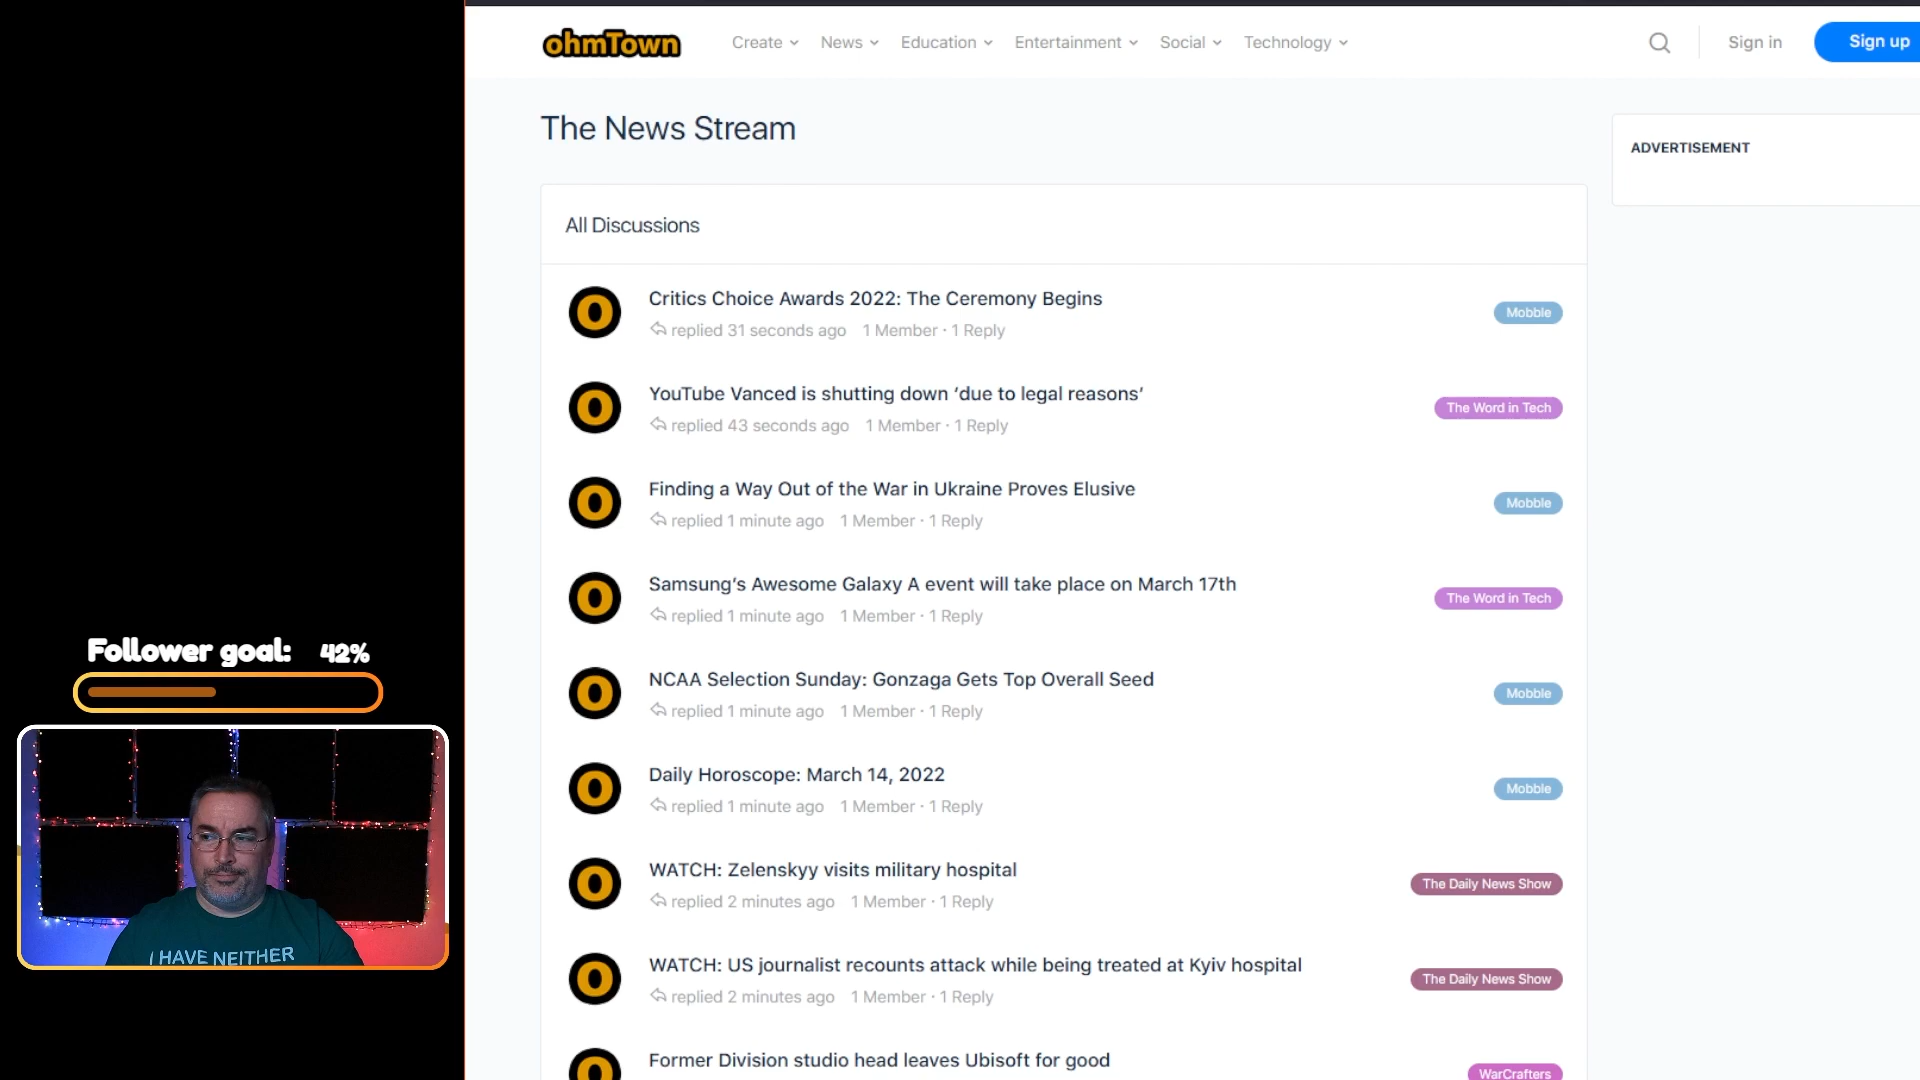 ohmTown
Create News Education Entertainment Social Technology
Sign in
Sign up
The News Stream
ADVERTISEMENT
All Discussions
Critics Choice Awards 2022: The Ceremony Begins
replied 31 seconds ago 1 Member · 1 Reply
Mobble
YouTube Vanced is shutting down ‘due to legal reasons’
replied 43 seconds ago 1 Member · 1 Reply
The Word in Tech
Finding a Way Out of the War in Ukraine Proves Elusive
replied 1 minute ago 1 Member · 1 Reply
Mobble
Samsung’s Awesome Galaxy A event will take place on March 17th
replied 1 minute ago 1 Member · 1 Reply
The Word in Tech
NCAA Selection Sunday: Gonzaga Gets Top Overall Seed
replied 1 minute ago 1 Member · 1 Reply
Mobble
Daily Horoscope: March 14, 2022
replied 1 minute ago 1 Member · 1 Reply
Mobble
WATCH: Zelenskyy visits military hospital
replied 2 minutes ago 1 Member · 1 Reply
The Daily News Show
WATCH: US journalist recounts attack while being treated at Kyiv hospital
replied 2 minutes ago 1 Member · 1 Reply
The Daily News Show
Former Division studio head leaves Ubisoft for good
WarCrafters
Follower goal: 42%
I HAVE NEITHER